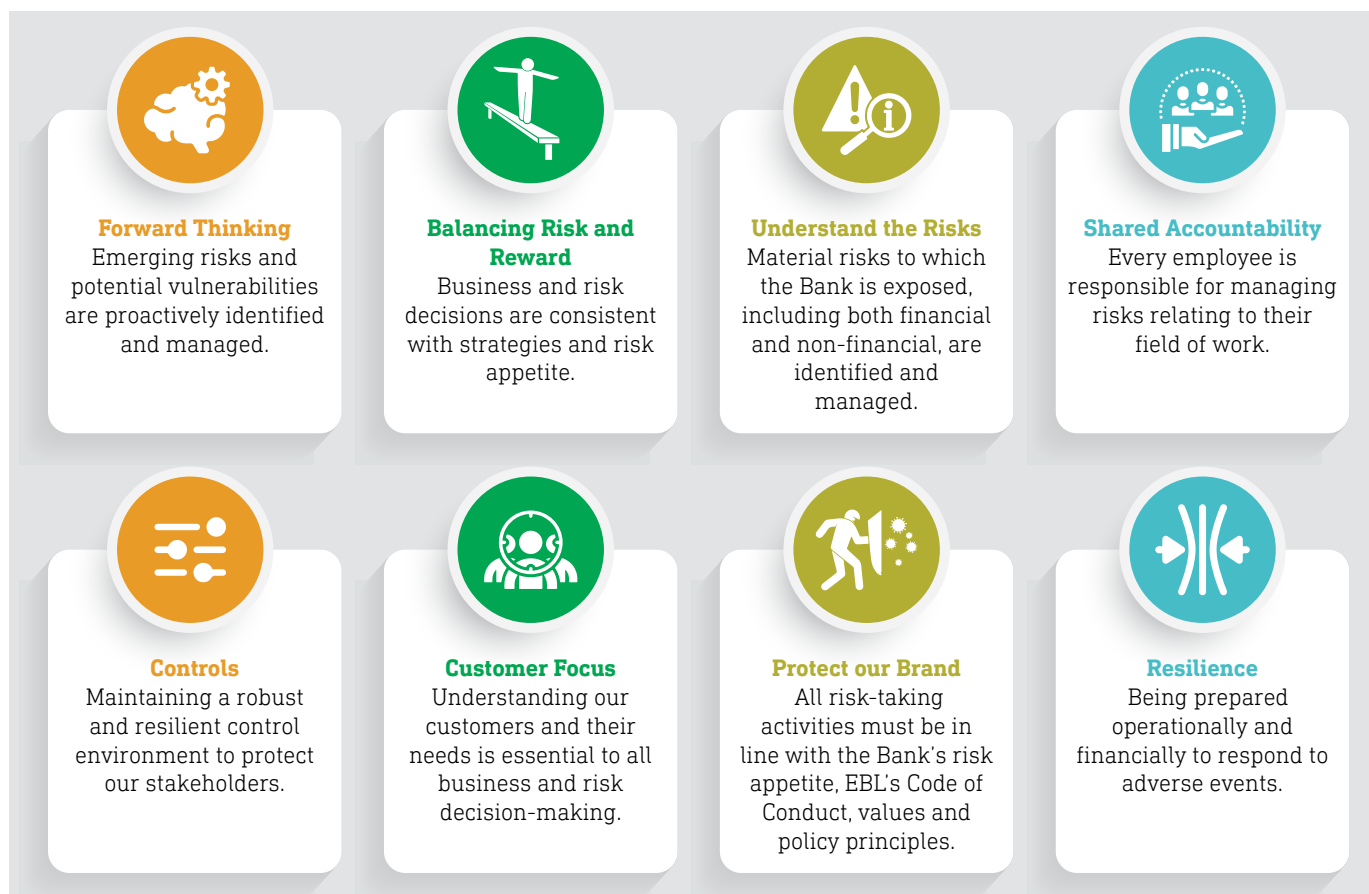 Forward Thinking
Emerging risks and
potential vulnerabilities
are proactively identified
and managed.
Balancing Risk and
Reward
Business and risk
decisions are consistent
with strategies and risk
appetite.
Understand the Risks
Material risks to which
the Bank is exposed,
including both financial
and non-financial, are
identified and
managed.
Shared Accountability
Every employee is
responsible for managing
risks relating to their
field of work.
Controls
Maintaining a robust
and resilient control
environment to protect
our stakeholders.
Customer Focus
Understanding our
customers and their
needs is essential to all
business and risk
decision-making.
Protect our Brand
All risk-taking
activities must be in
line with the Bank's risk
appetite, EBL's Code of
Conduct, values and
policy principles.
Resilience
Being prepared
operationally and
financially to respond to
adverse events.